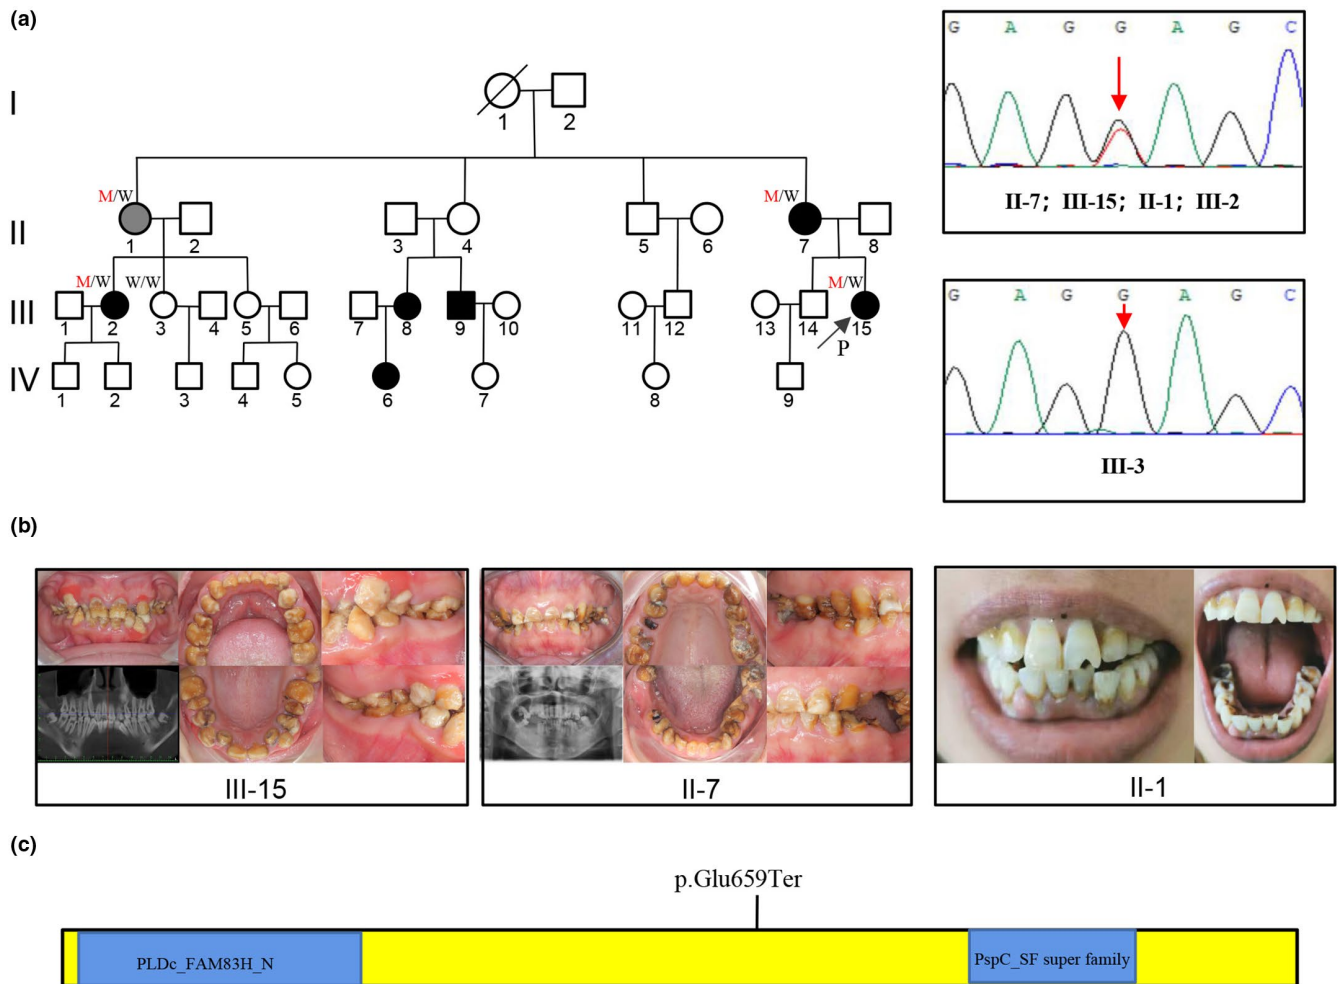 (a)
G A G G A G C
I
1 2
II-7; III-15; II-1; III-2
M/W M/W
II
1 2 3 4 5 6 7 8
M/W W/W M/W
III
1 2 3 4 5 6 7 8 9 10 11 12 13 14 15
P
G A G G A G C
IV
1 2 3 4 5 6 7 8 9
III-3
(b)
III-15
II-7
II-1
(c)
p.Glu659Ter
PLDc_FAM83H_N
PspC_SF super family